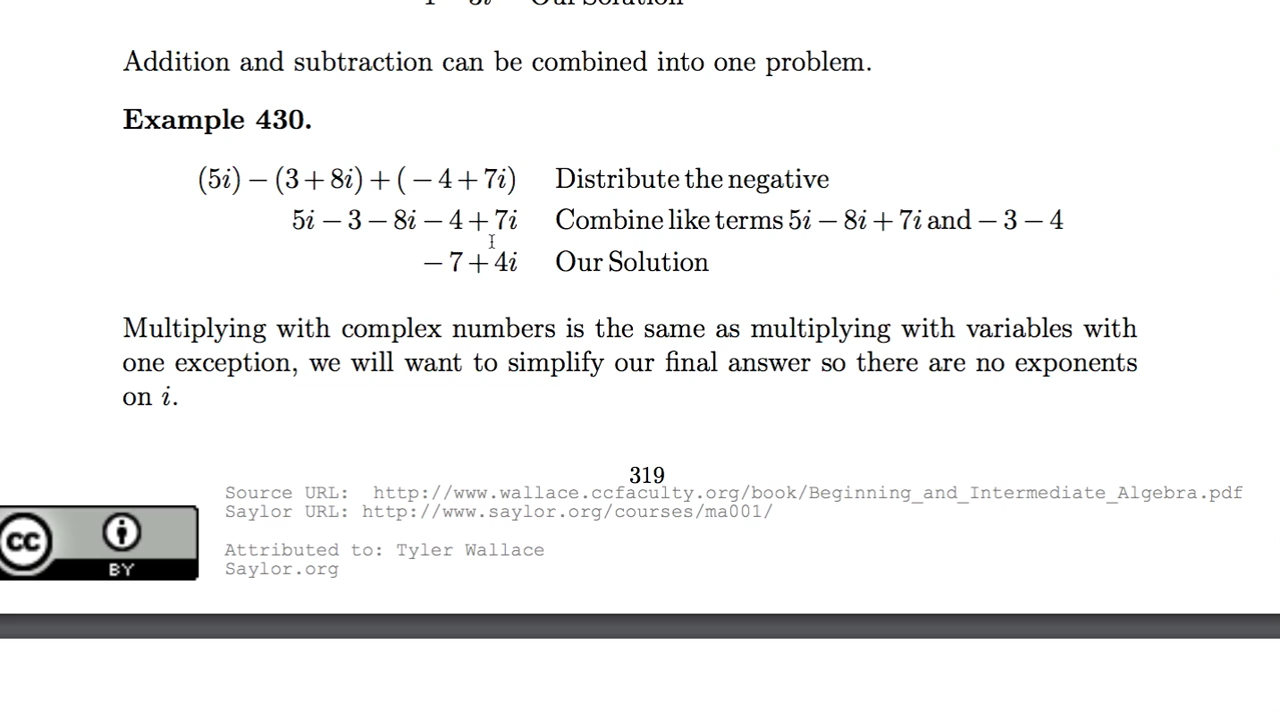 Our Solution
Addition and subtraction can be combined into one problem.
Example 430.
(5i) − (3 + 8i) + ( − 4 + 7i) Distribute the negative
5i − 3 − 8i − 4 + 7i Combine like terms 5i − 8i + 7i and − 3 − 4
− 7 + 4i Our Solution
Multiplying with complex numbers is the same as multiplying with variables with
one exception, we will want to simplify our final answer so there are no exponents
on i.
319
Source URL: http://www.wallace.ccfaculty.org/book/Beginning_and_Intermediate_Algebra.pdf
Saylor URL: http://www.saylor.org/courses/ma001/
Attributed to: Tyler Wallace
Saylor.org
CC
BY